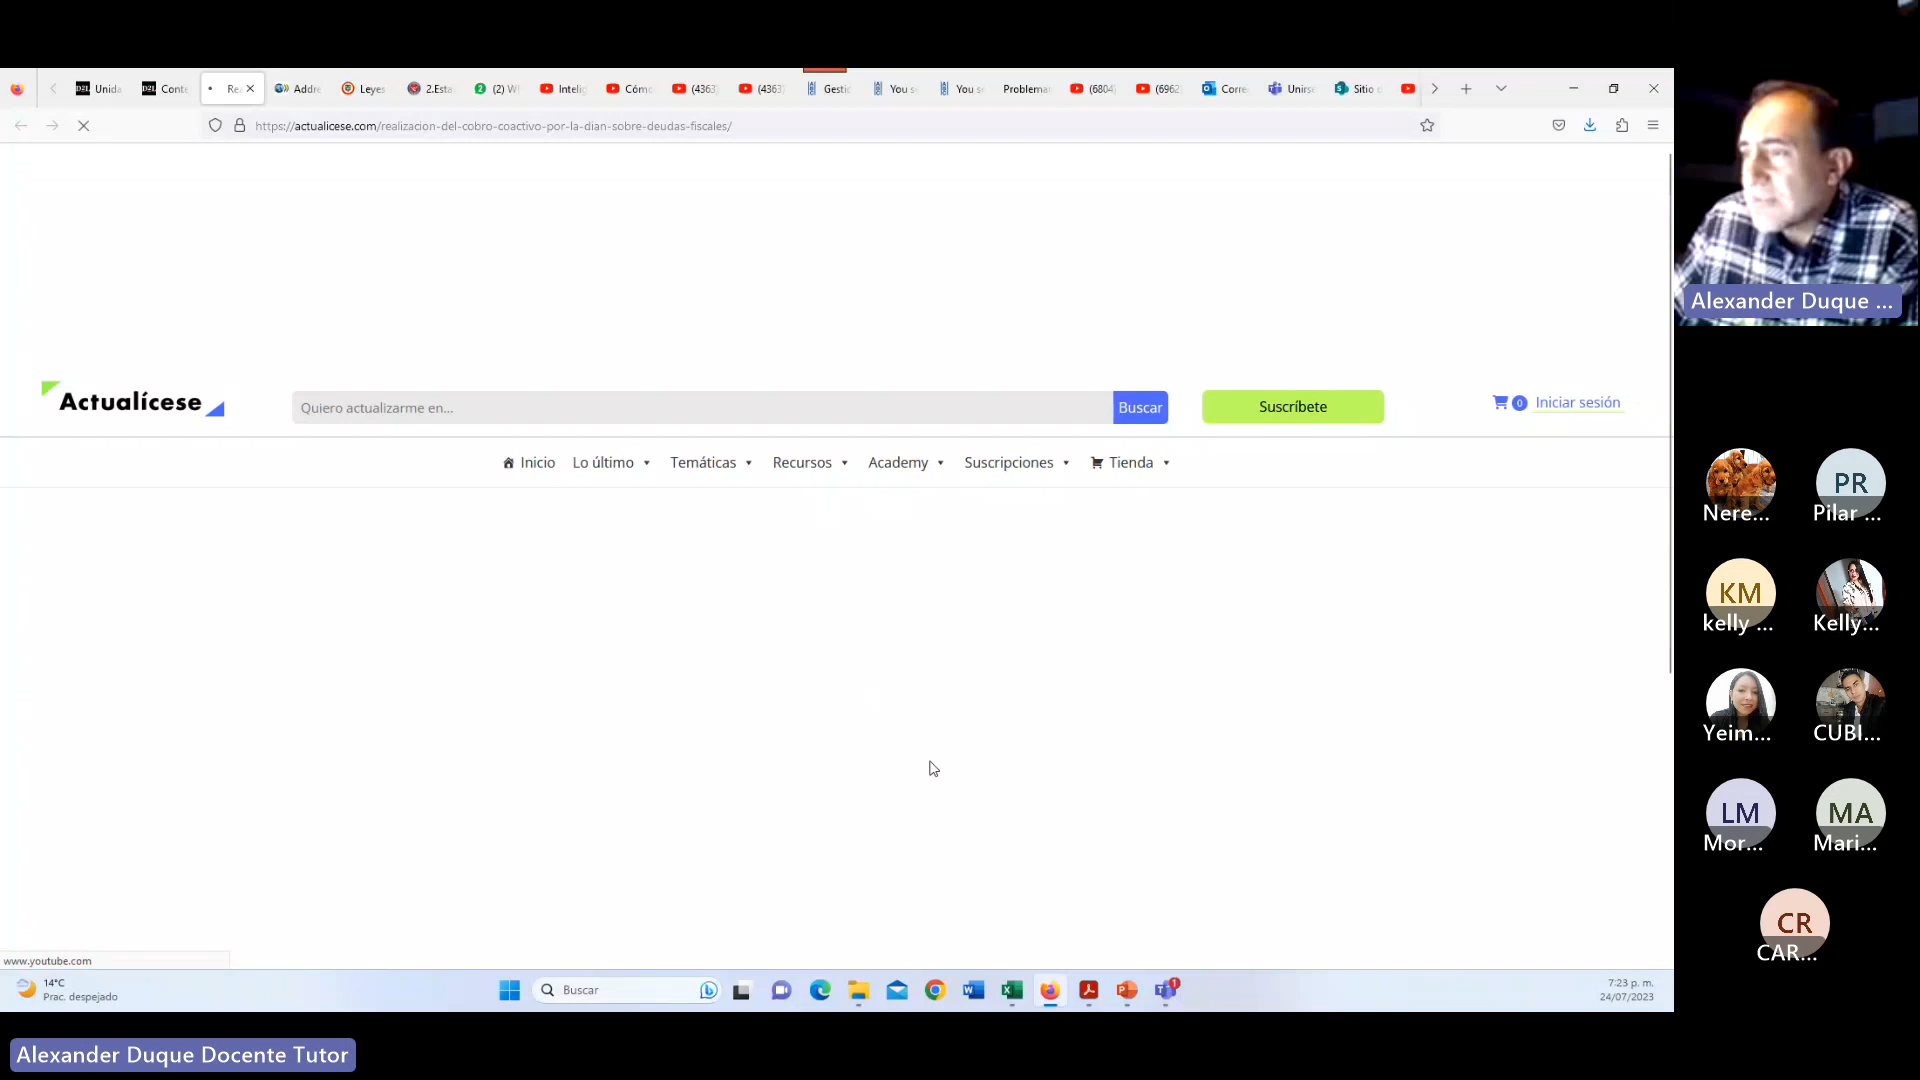 Unida
Conte
Re
Addre
Leyes
2.Esta
(2) W
Intelig
Cómo
(4363
(4363
Gestic
You s
You s
Problema
(6804
(6962
Corre
Unirse
Sitio d
https://actualicese.com/realizacion-del-cobro-coactivo-por-la-dian-sobre-deudas-fiscales/
Alexander Duque ...
Actualícese
Quiero actualizarme en...
Buscar
Suscríbete
0
Iniciar sesión
Inicio
Lo último
Temáticas
Recursos
Academy
Suscripciones
Tienda
PR
Nere...
Pilar ...
KM
kelly ...
Kelly...
Yeim...
CUBI...
LM
MA
Mor...
Mari...
CR
CAR...
www.youtube.com
14°C
Prac. despejado
Buscar
1
7:23 p. m.
24/07/2023
Alexander Duque Docente Tutor